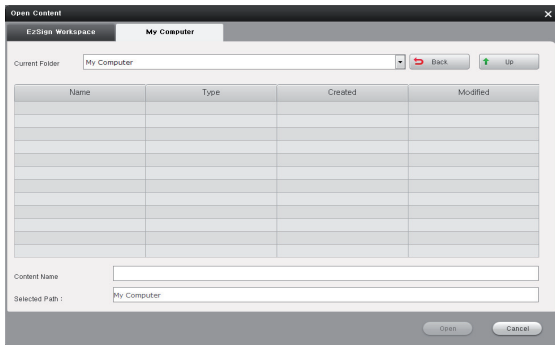 Open Content
EzSign Workspace My Computer
Current Folder My Computer Back Up
Name Type Created Modified
Content Name
Selected Path : My Computer
Open Cancel